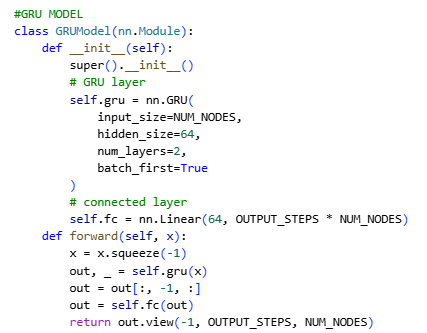 #GRU MODEL
class GRUModel(nn.Module):
    def __init__(self):
        super().__init__()
        # GRU layer
        self.gru = nn.GRU(
            input_size=NUM_NODES,
            hidden_size=64,
            num_layers=2,
            batch_first=True
        )
        # connected layer
        self.fc = nn.Linear(64, OUTPUT_STEPS * NUM_NODES)
    def forward(self, x):
        x = x.squeeze(-1)
        out, _ = self.gru(x)
        out = out[:, -1, :]
        out = self.fc(out)
        return out.view(-1, OUTPUT_STEPS, NUM_NODES)